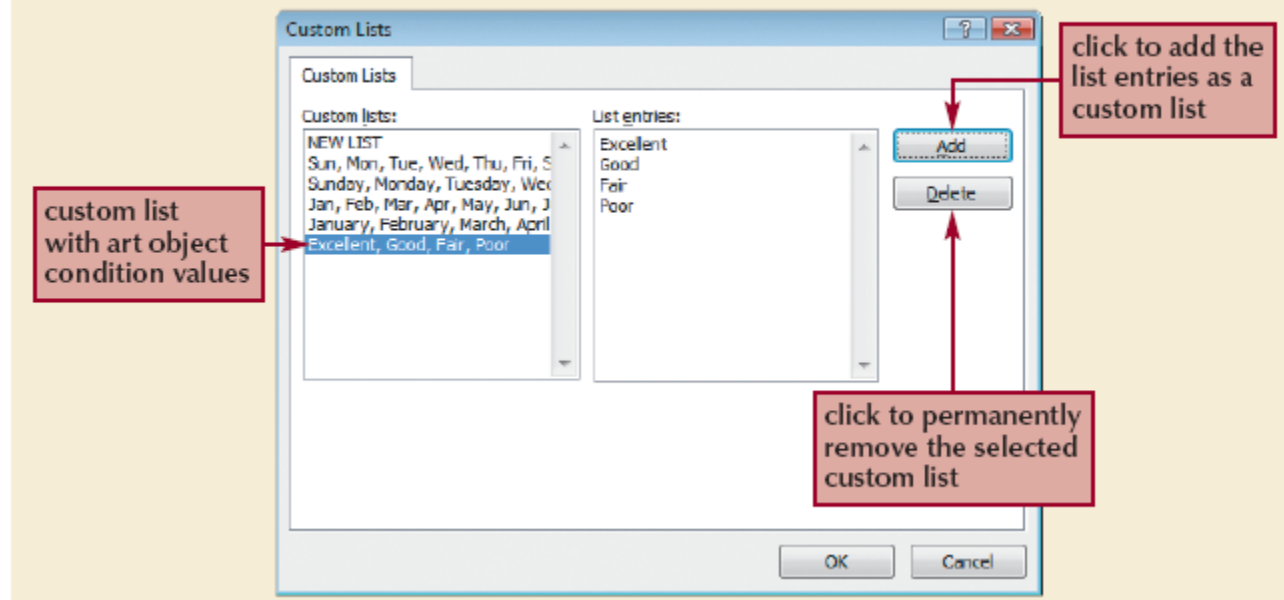 Custom Lists
click to add the
list entries as a
custom list
Custom Lists
Custom lists:
List entries:
NEW LIST
Sun, Mon, Tue, Wed, Thu, Fri, S
Sunday, Monday, Tuesday, Wed
Jan, Feb, Mar, Apr, May, Jun, J
January, February, March, April
Excellent, Good, Fair, Poor
Excellent
Good
Fair
Poor
Add
Delete
custom list
with art object
condition values
click to permanently
remove the selected
custom list
OK
Cancel